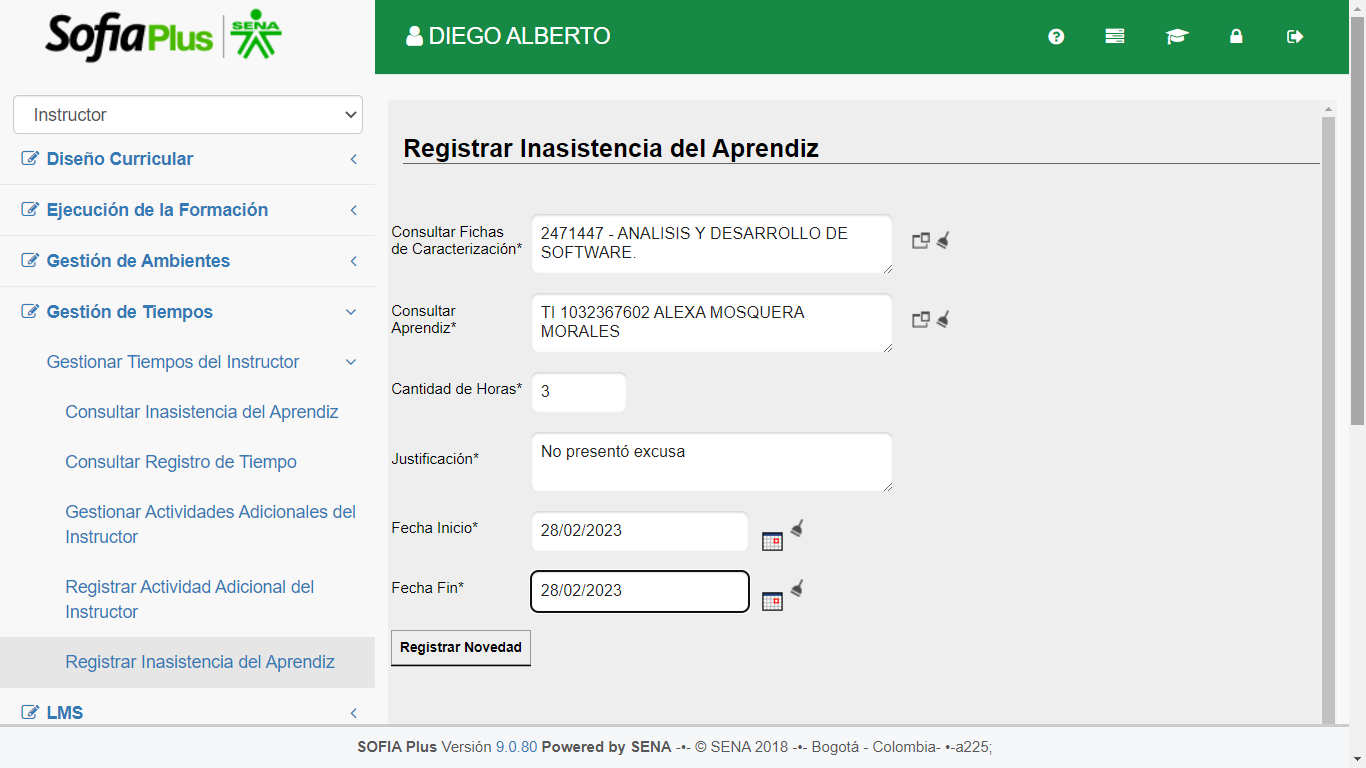 Sofia Plus SENA
DIEGO ALBERTO
Instructor
Diseño Curricular
Ejecución de la Formación
Gestión de Ambientes
Gestión de Tiempos
Gestionar Tiempos del Instructor
Consultar Inasistencia del Aprendiz
Consultar Registro de Tiempo
Gestionar Actividades Adicionales del
Instructor
Registrar Actividad Adicional del
Instructor
Registrar Inasistencia del Aprendiz
LMS
Registrar Inasistencia del Aprendiz
Consultar Fichas
de Caracterización*
2471447 - ANALISIS Y DESARROLLO DE
SOFTWARE.
Consultar
Aprendiz*
TI 1032367602 ALEXA MOSQUERA
MORALES
Cantidad de Horas*
3
Justificación*
No presentó excusa
Fecha Inicio*
28/02/2023
Fecha Fin*
28/02/2023
Registrar Novedad
SOFIA Plus Versión 9.0.80 Powered by SENA -•- © SENA 2018 -•- Bogotá - Colombia- •-a225;